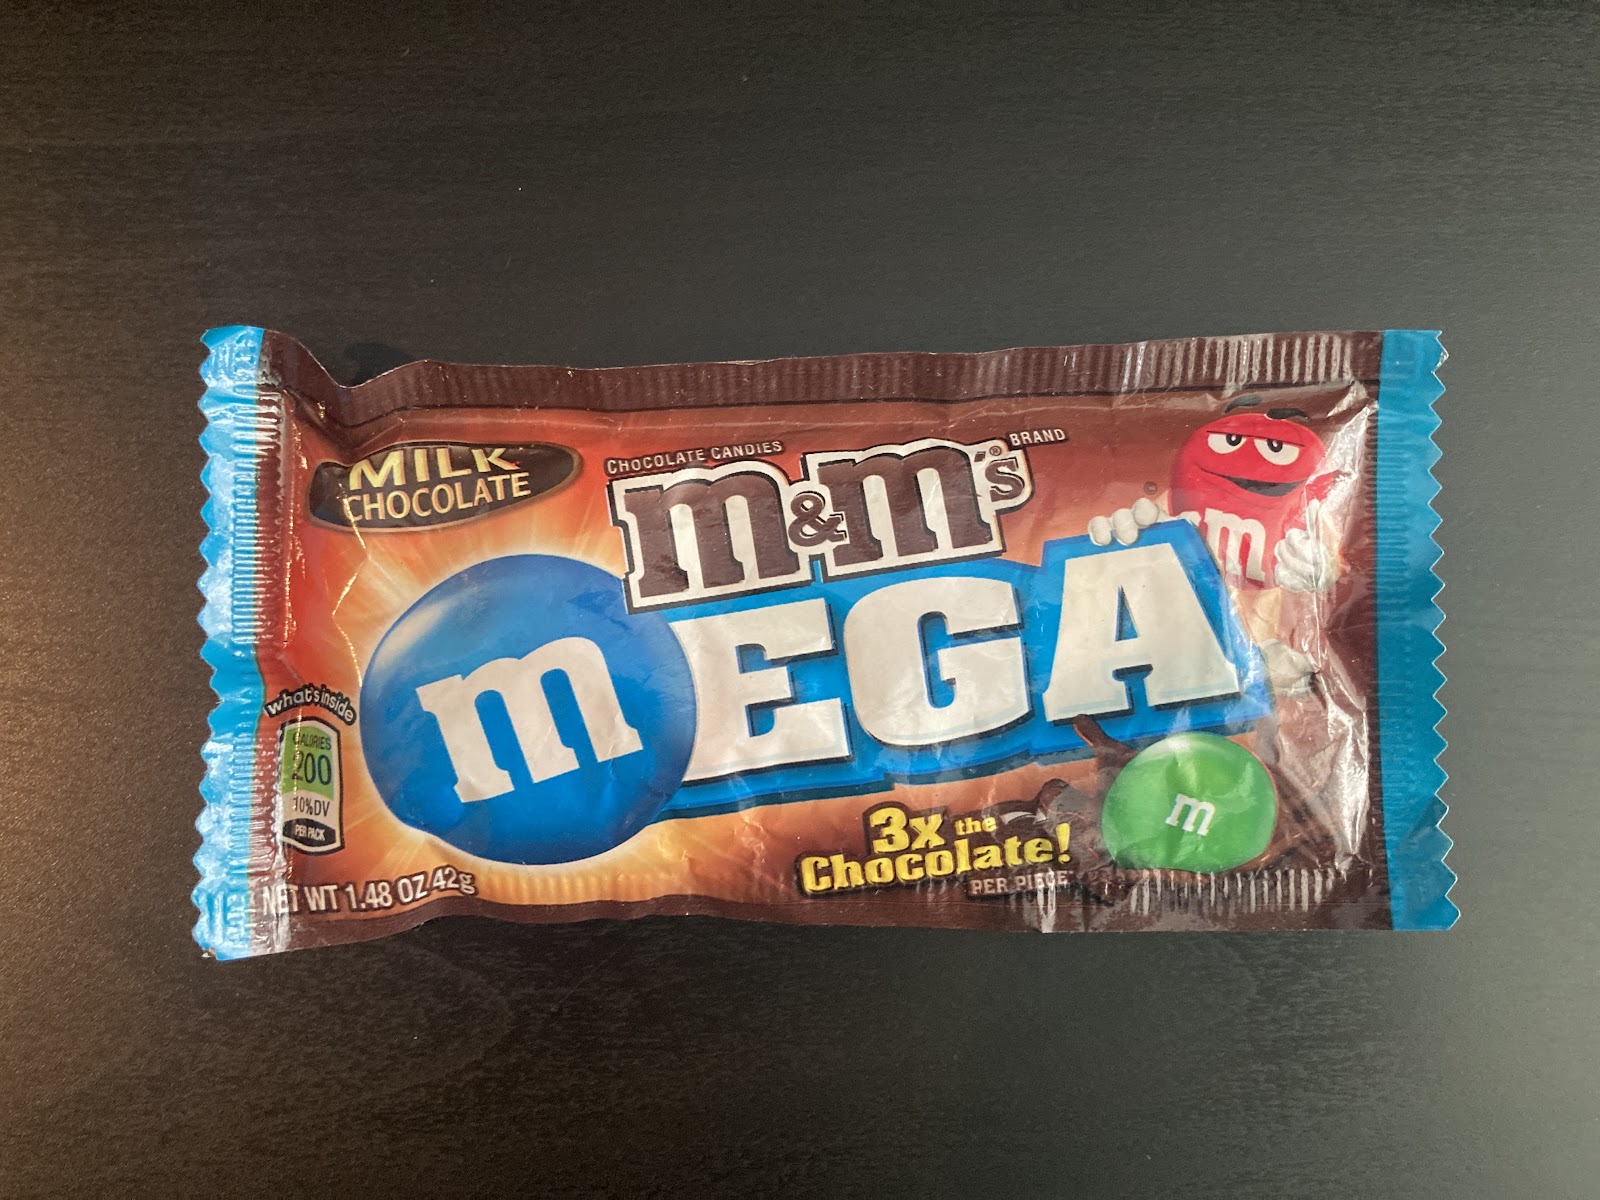 MILK
CHOCOLATE
CHOCOLATE CANDIES
BRAND
m&m's®
mEGA
m
what's inside
CALORIES
200
10%DV
PER PACK
3x the
Chocolate!
PER PIECE
m
NET WT 1.48 OZ 42g